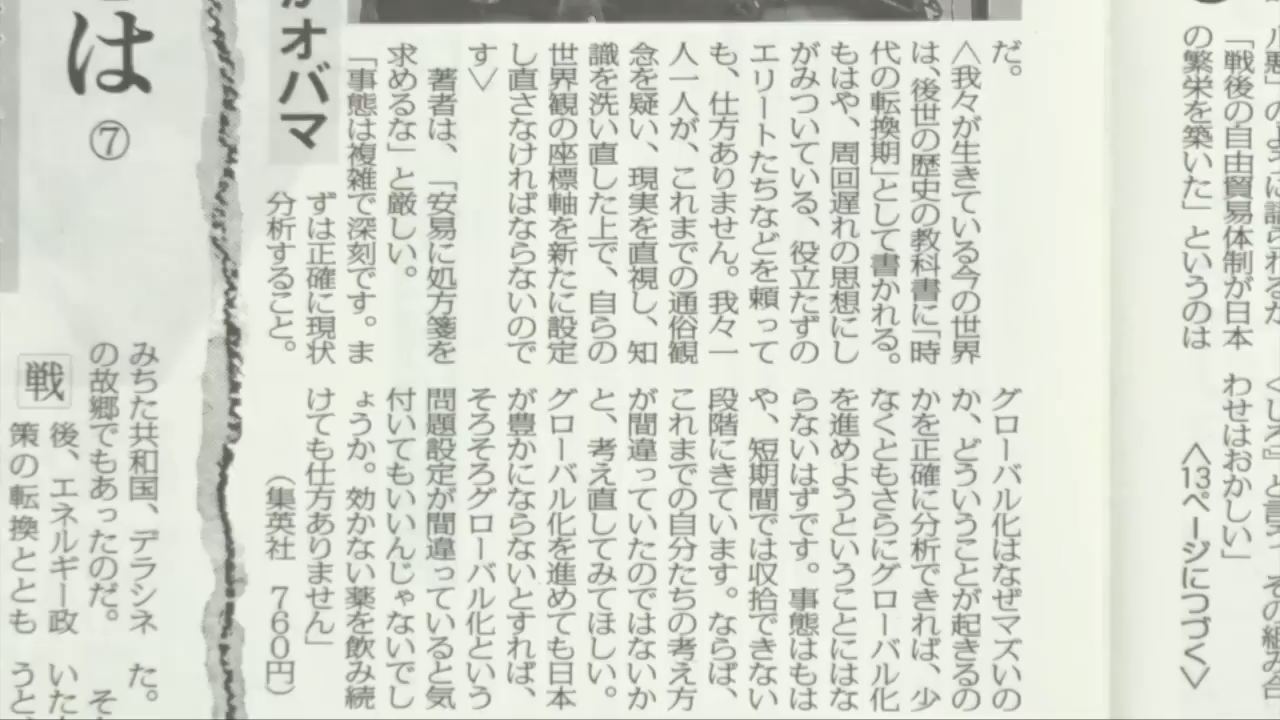 「戦後の自由貿易体制が日本
の繁栄を築いた」というのは
わせはおかしい」
〈13ページにつづく〉
だ。
〈我々が生きている今の世界
は、後世の歴史の教科書に「時
代の転換期」として書かれる。
もはや、周回遅れの思想にし
がみついている、役立たずの
エリートたちなどを頼って
も、仕方ありません。我々一
人一人が、これまでの通俗観
念を疑い、現実を直視し、知
識を洗い直した上で、自らの
世界観の座標軸を新たに設定
し直さなければならないので
す〉
著者は、「安易に処方箋を
求めるな」と厳しい。
「事態は複雑で深刻です。ま
ずは正確に現状
分析すること。
グローバル化はなぜマズいの
か、どういうことが起きるの
かを正確に分析できれば、少
なくともさらにグローバル化
を進めようということにはな
らないはずです。事態はもは
や、短期間では収拾できない
段階にきています。ならば、
これまでの自分たちの考え方
が間違っていたのではないか
と、考え直してみてほしい。
グローバル化を進めても日本
が豊かにならないとすれば、
そろそろグローバル化という
問題設定が間違っていると気
付いてもいいんじゃないでし
ょうか。効かない薬を飲み続
けても仕方ありません」
（集英社　760円）
オバマ
は
⑦
みちた共和国、デラシネ
の故郷でもあったのだ。
戦
後、エネルギー政
策の転換ととも
た。